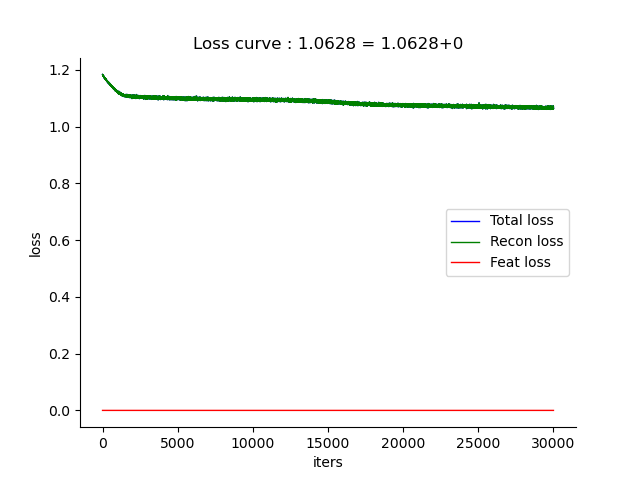 Loss curve : 1.0628 = 1.0628+0
1.2
1.0
0.8
0.6
0.4
0.2
0.0
loss
Total loss
Recon loss
Feat loss
0 5000 10000 15000 20000 25000 30000
iters